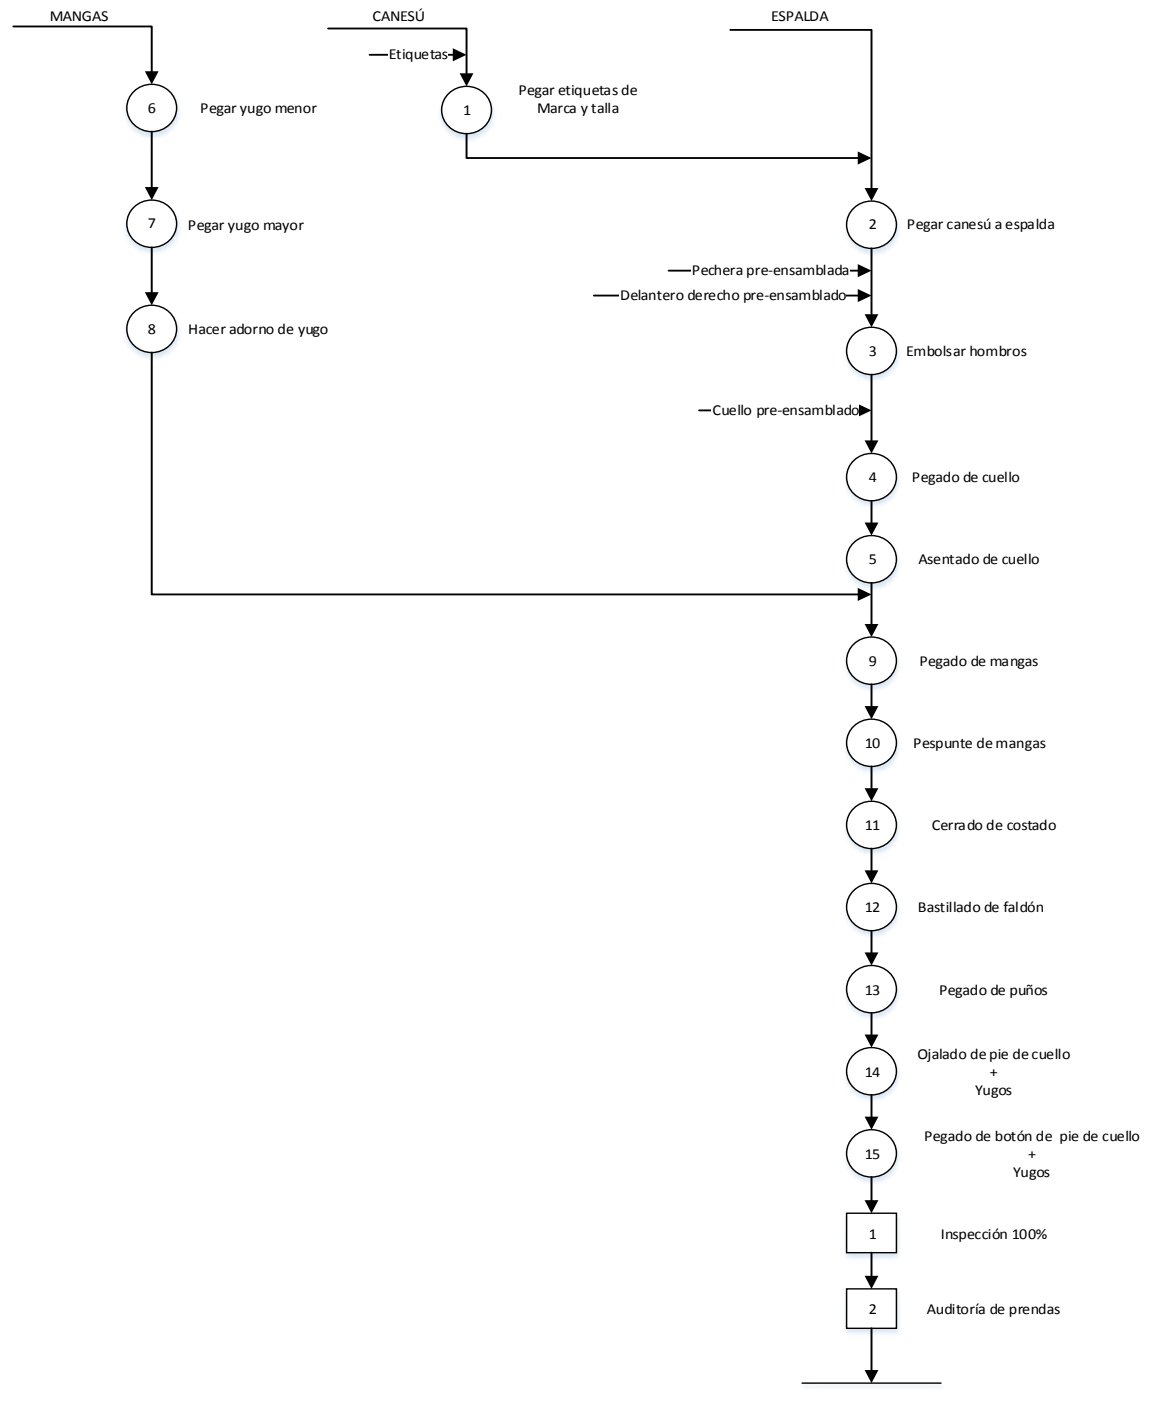 MANGAS
CANESÚ
ESPALDA
Etiquetas
6
Pegar yugo menor
1
Pegar etiquetas de
Marca y talla
7
Pegar yugo mayor
2
Pegar canesú a espalda
Pechera pre-ensamblada
Delantero derecho pre-ensamblado
8
Hacer adorno de yugo
3
Embolsar hombros
Cuello pre-ensamblado
4
Pegado de cuello
5
Asentado de cuello
9
Pegado de mangas
10
Pespunte de mangas
11
Cerrado de costado
12
Bastillado de faldón
13
Pegado de puños
14
Ojalado de pie de cuello
+
Yugos
15
Pegado de botón de pie de cuello
+
Yugos
1
Inspección 100%
2
Auditoría de prendas